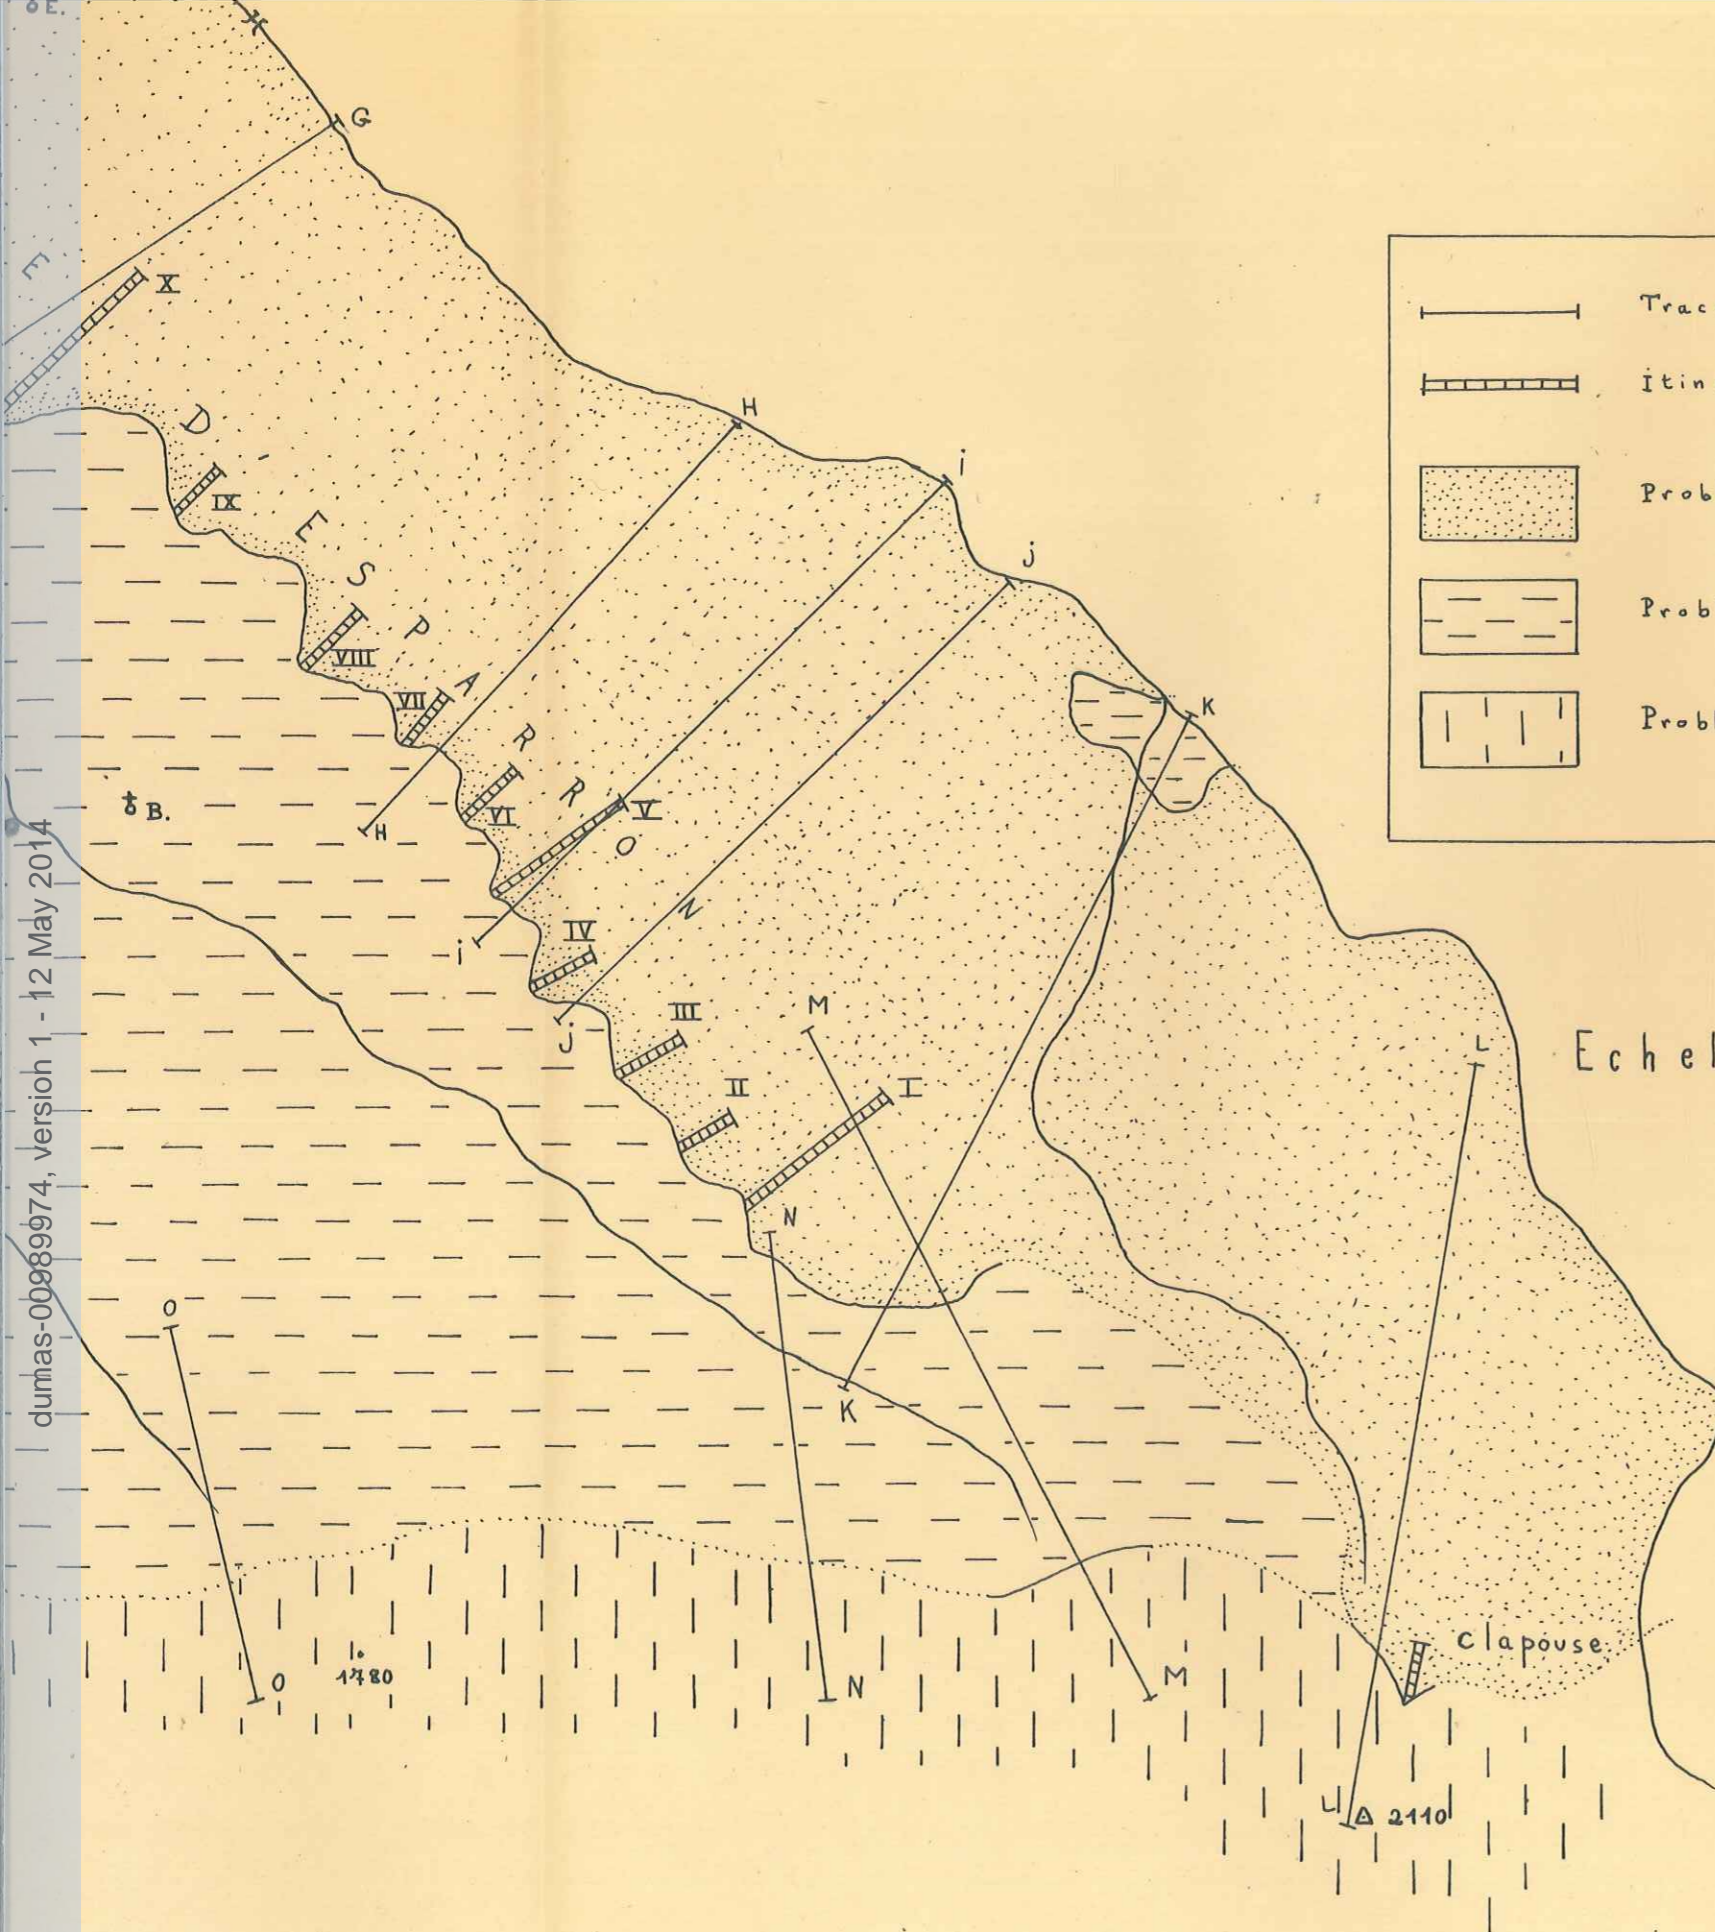 E.
G
E
X
Trac
Itin
D
H
i
IX
Prob
E
S
j
VIII
P
Prob
VII
A
K
R
Prob
B.
VI
R
V
H
O
N
i
IV
M
III
j
L
Echel
II
I
N
O
K
Clapouse
1780
O
N
M
L
2110
dumas-00989974, version 1 - 12 May 2014